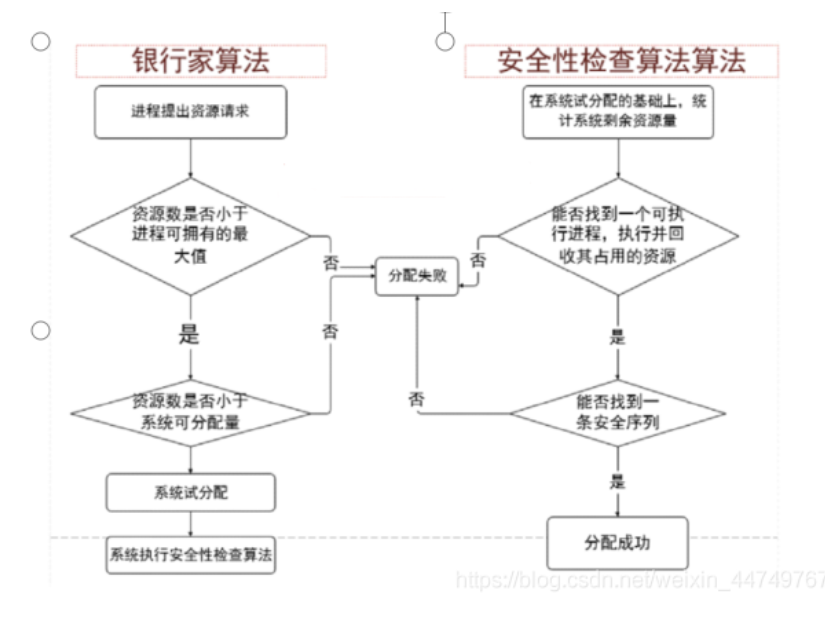 银行家算法
进程提出资源请求
资源数是否小于
进程可拥有的最
大值
否
是
资源数是否小于
系统可分配量
否
系统试分配
系统执行安全性检查算法
分配失败
安全性检查算法算法
在系统试分配的基础上，统
计系统剩余资源量
能否找到一个可执
行进程，执行并回
收其占用的资源
否
是
能否找到一
条安全序列
否
是
分配成功
https://blog.csdn.net/weixin_44749767